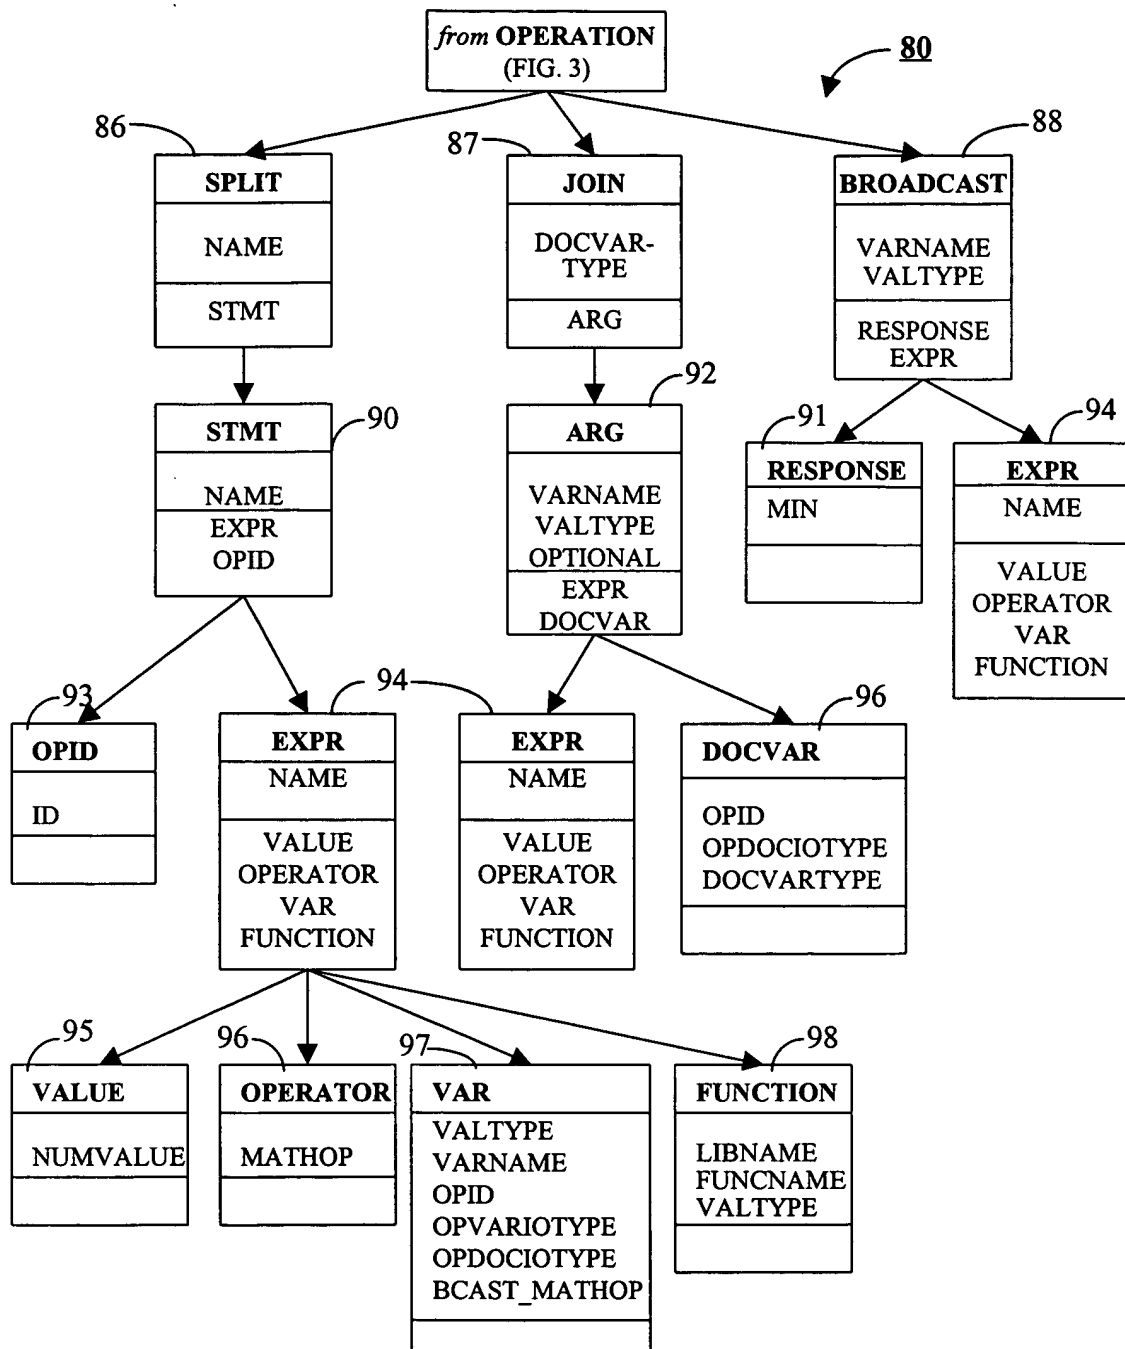 from OPERATION
(FIG. 3)
80
86
87
88
SPLIT
NAME
STMT
JOIN
DOCVAR-
TYPE
ARG
BROADCAST
VARNAME
VALTYPE
RESPONSE
EXPR
90
STMT
NAME
EXPR
OPID
92
ARG
VARNAME
VALTYPE
OPTIONAL
EXPR
DOCVAR
91
RESPONSE
MIN
94
EXPR
NAME
VALUE
OPERATOR
VAR
FUNCTION
93
OPID
ID
94
EXPR
NAME
VALUE
OPERATOR
VAR
FUNCTION
EXPR
NAME
VALUE
OPERATOR
VAR
FUNCTION
96
DOCVAR
OPID
OPDOCIOTYPE
DOCVARTYPE
95
VALUE
NUMVALUE
96
OPERATOR
MATHOP
97
VAR
VALTYPE
VARNAME
OPID
OPVARIOTYPE
OPDOCIOTYPE
BCAST_MATHOP
98
FUNCTION
LIBNAME
FUNCNAME
VALTYPE